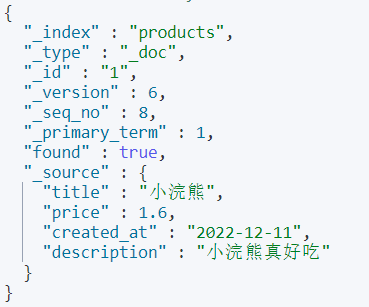 {
"_index" : "products",
"_type" : "_doc",
"_id" : "1",
"_version" : 6,
"_seq_no" : 8,
"_primary_term" : 1,
"found" : true,
"_source" : {
"title" : "小浣熊",
"price" : 1.6,
"created_at" : "2022-12-11",
"description" : "小浣熊真好吃"
}
}